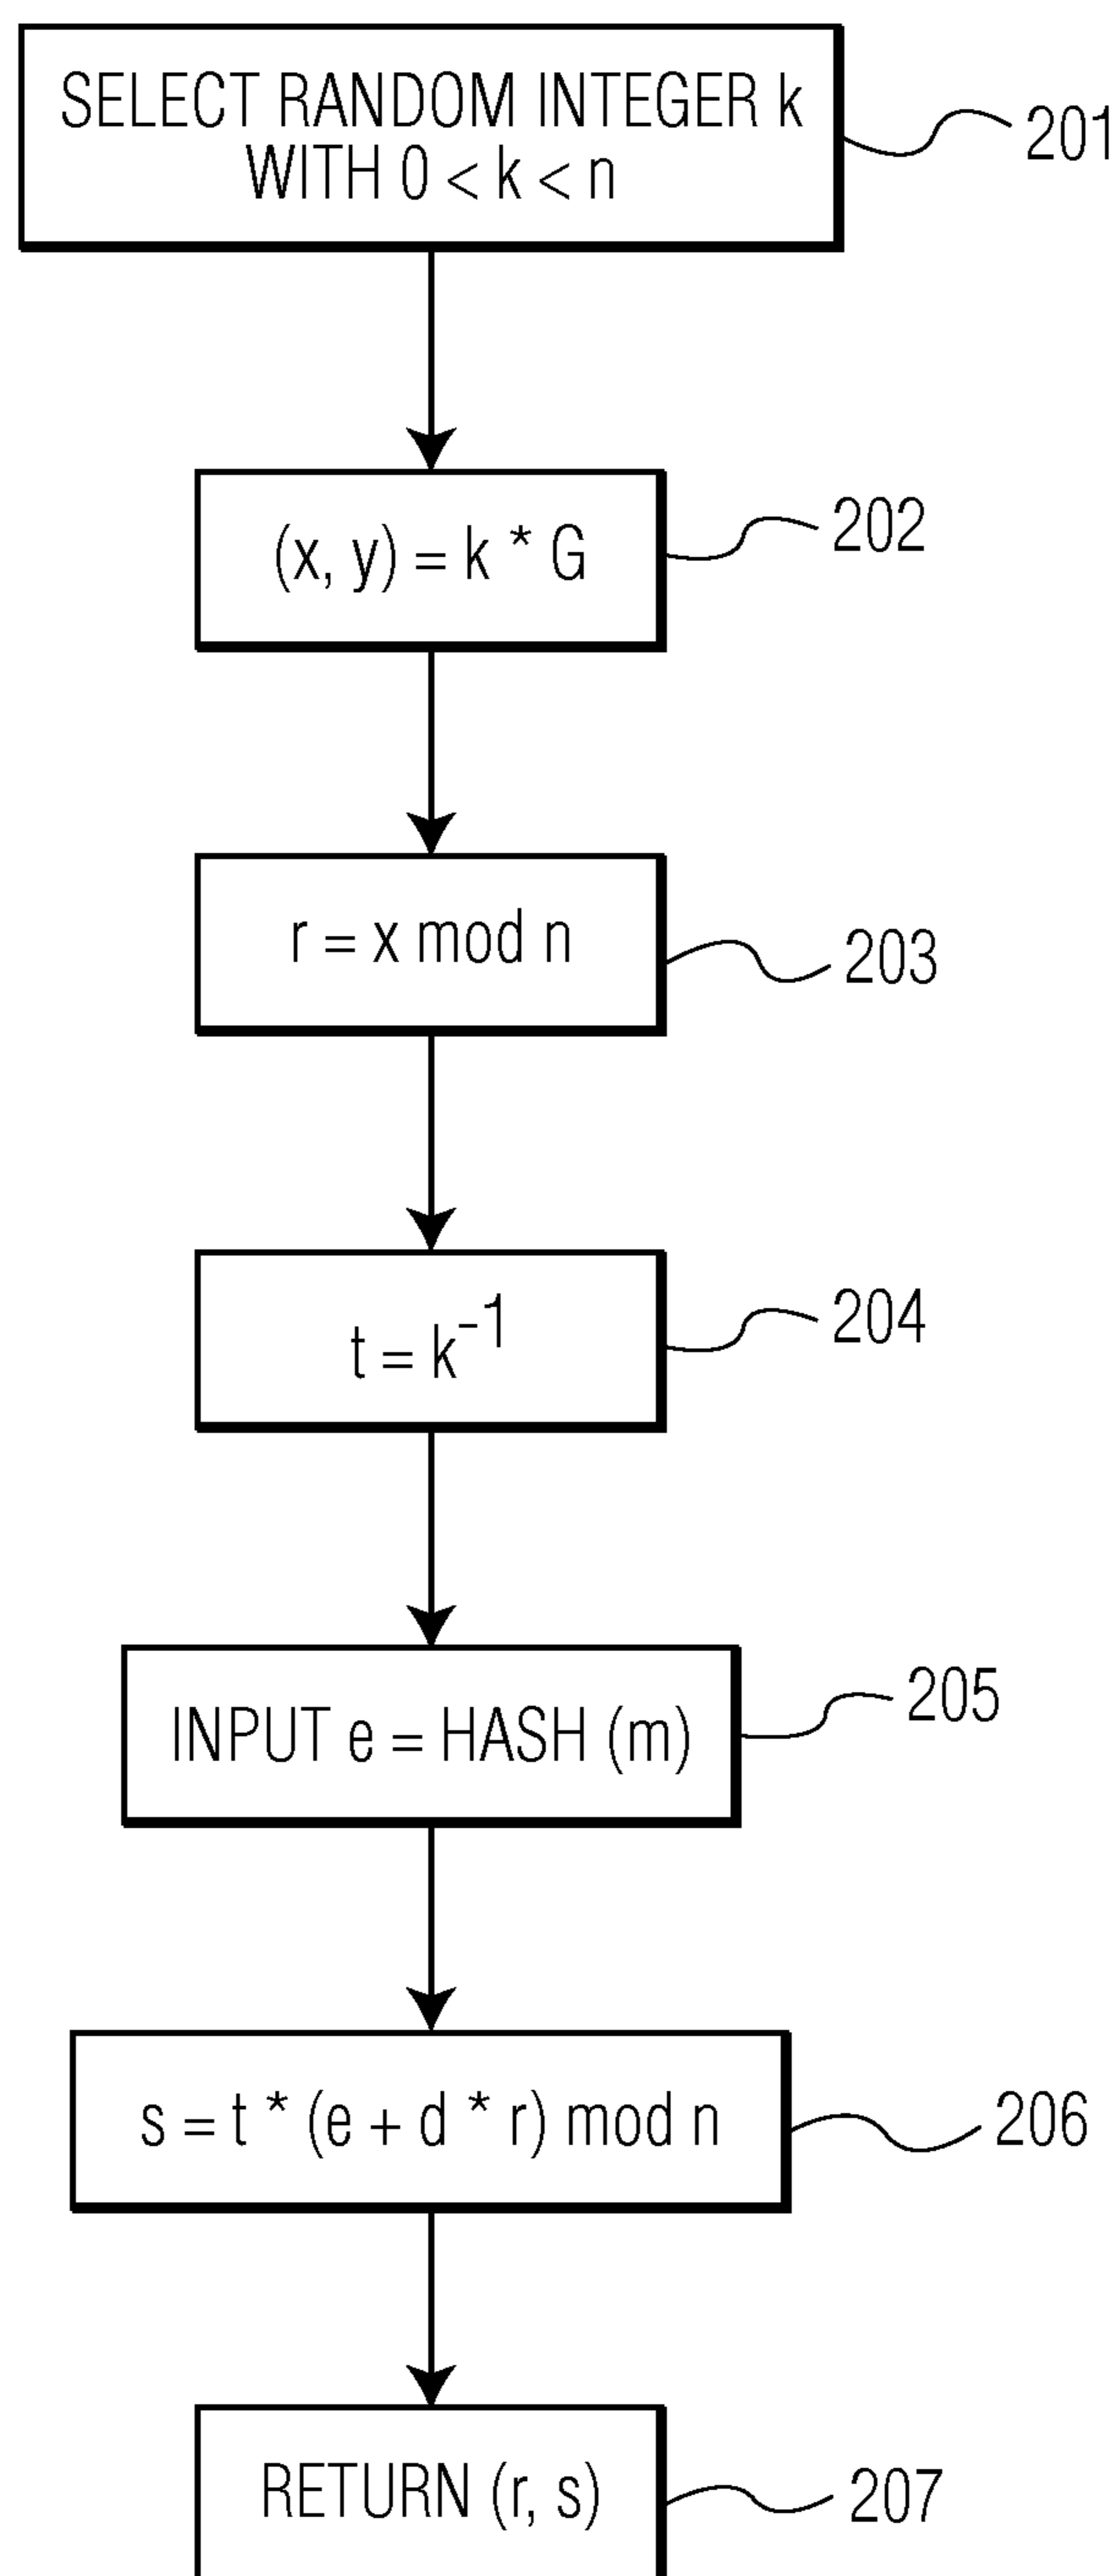 SELECT RANDOM INTEGER k
WITH 0 < k < n
201
(x, y) = k * G
202
r = x mod n
203
t = k⁻¹
204
INPUT e = HASH (m)
205
s = t * (e + d * r) mod n
206
RETURN (r, s)
207